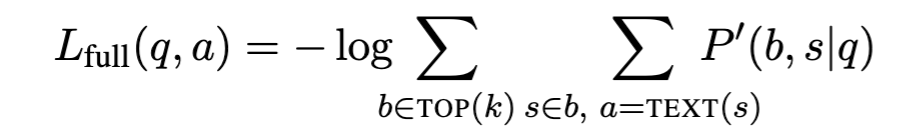 L_full(q, a) = − log ∑_{b∈TOP(k)} ∑_{s∈b, a=TEXT(s)} P′(b, s|q)